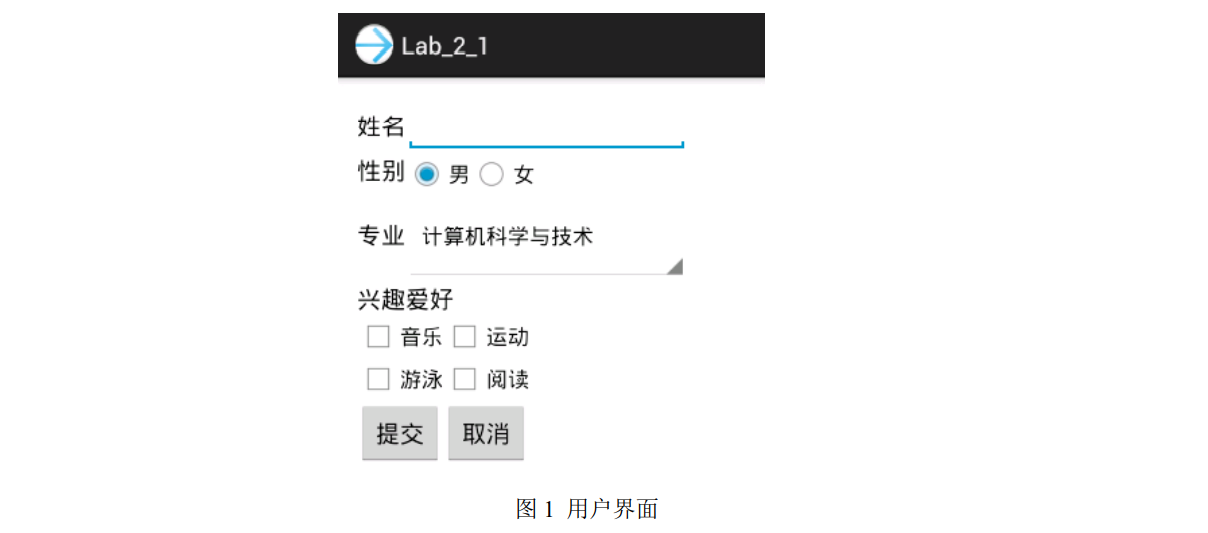 Lab_2_1
姓名
性别 男 女
专业 计算机科学与技术
兴趣爱好
音乐 运动
游泳 阅读
提交 取消
图 1 用户界面